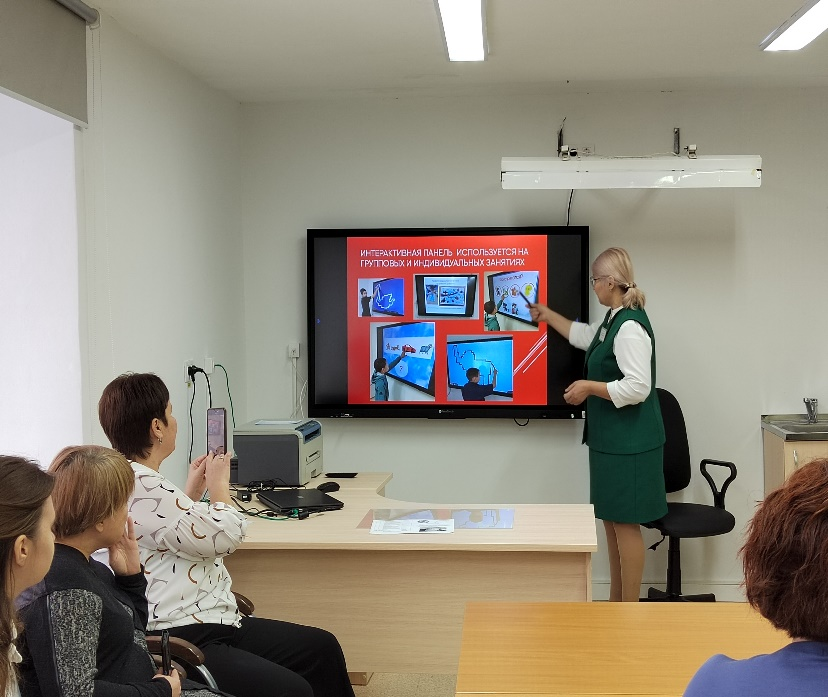 ИНТЕРАКТИВНАЯ ПАНЕЛЬ ИСПОЛЬЗУЕТСЯ НА
ГРУППОВЫХ И ИНДИВИДУАЛЬНЫХ ЗАНЯТИЯХ